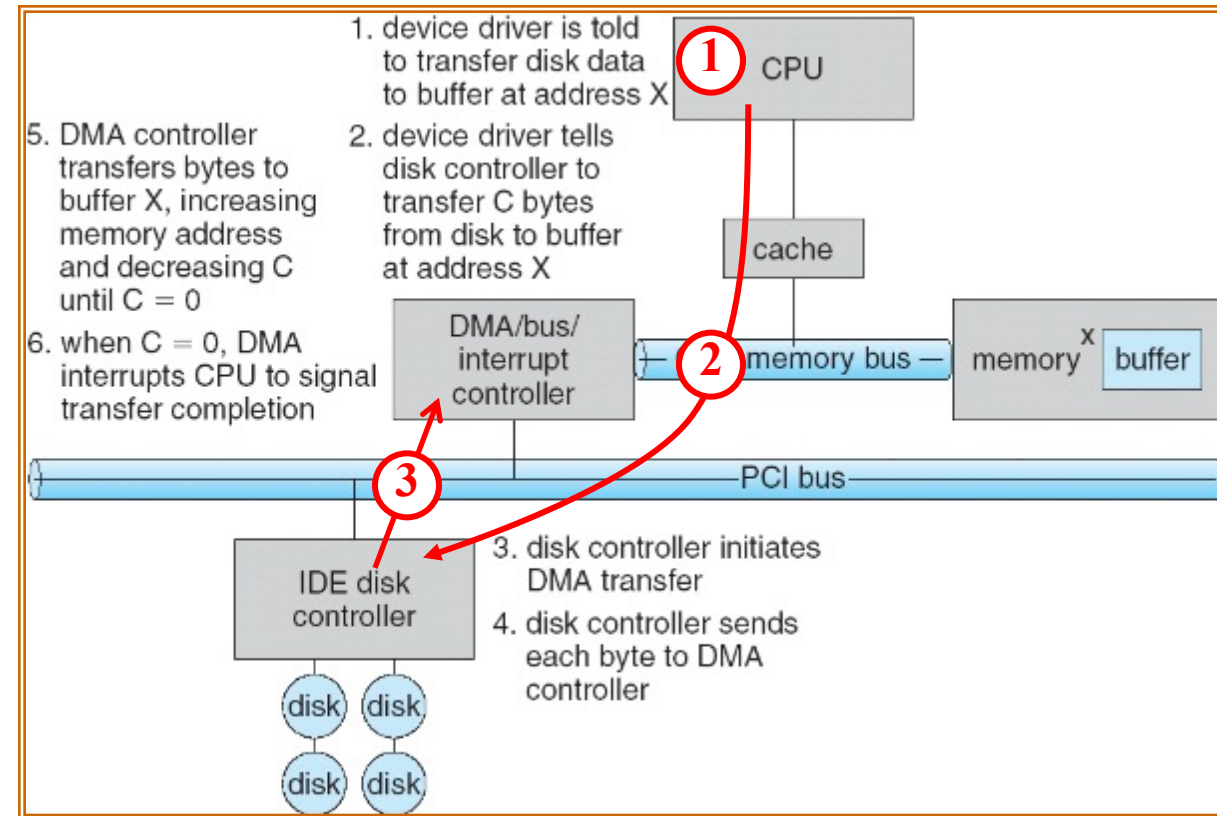 1. device driver is told
to transfer disk data
to buffer at address X
1
CPU
5. DMA controller
transfers bytes to
buffer X, increasing
memory address
and decreasing C
until C = 0
2. device driver tells
disk controller to
transfer C bytes
from disk to buffer
at address X
cache
6. when C = 0, DMA
interrupts CPU to signal
transfer completion
DMA/bus/
interrupt
controller
2
memory bus
memory
X
buffer
3
PCI bus
IDE disk
controller
3. disk controller initiates
DMA transfer
4. disk controller sends
each byte to DMA
controller
disk disk
disk disk